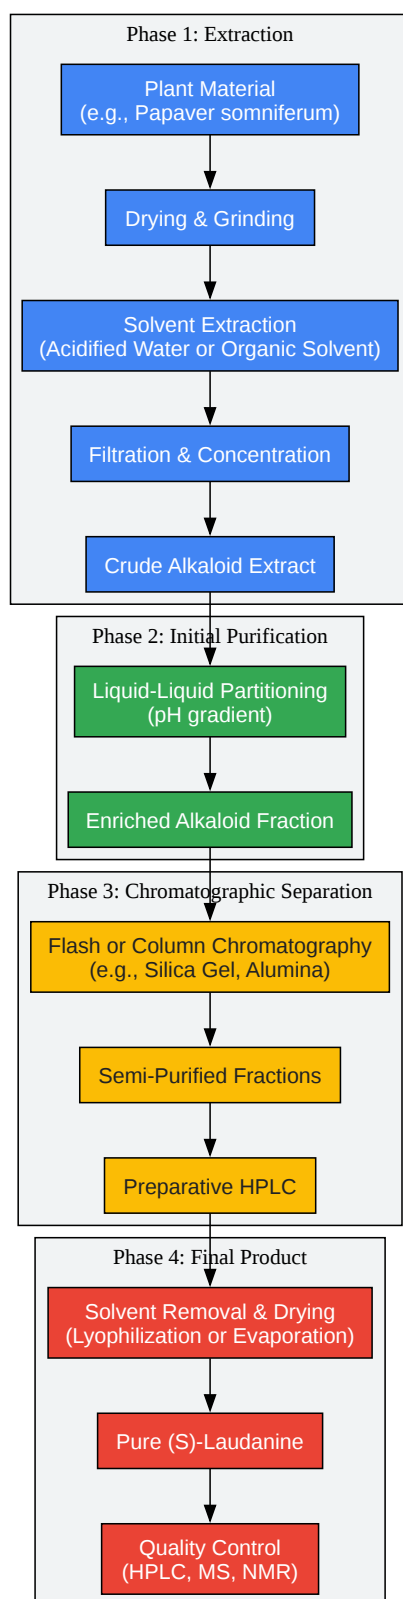 Phase 1: Extraction
Plant Material
(e.g., Papaver somniferum)
Drying & Grinding
Solvent Extraction
(Acidified Water or Organic Solvent)
Filtration & Concentration
Crude Alkaloid Extract
Phase 2: Initial Purification
Liquid-Liquid Partitioning
(pH gradient)
Enriched Alkaloid Fraction
Phase 3: Chromatographic Separation
Flash or Column Chromatography
(e.g., Silica Gel, Alumina)
Semi-Purified Fractions
Preparative HPLC
Phase 4: Final Product
Solvent Removal & Drying
(Lyophilization or Evaporation)
Pure (S)-Laudanine
Quality Control
(HPLC, MS, NMR)